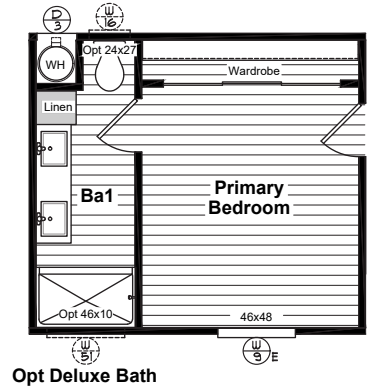 D
3
W
16
Opt 24x27
WH
Wardrobe
Linen
Ba1
Primary
Bedroom
Opt 46x10
46x48
W
51
W
9
E
Opt Deluxe Bath